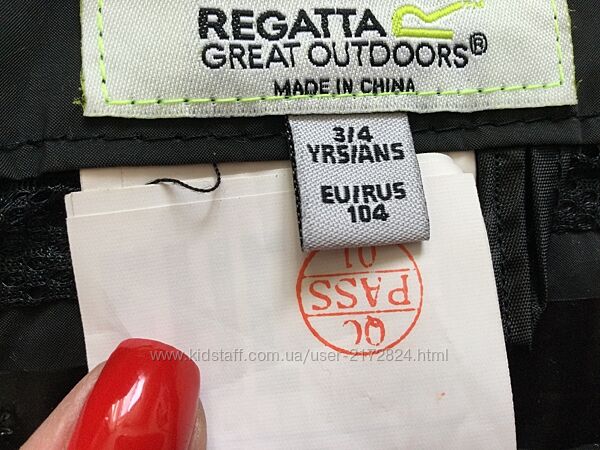 REGATTA
GREAT OUTDOORS®
MADE IN CHINA
3/4
YRS/ANS
EU/RUS
104
QC
PASS
01
www.kidstaff.com.ua/user-2172824.html